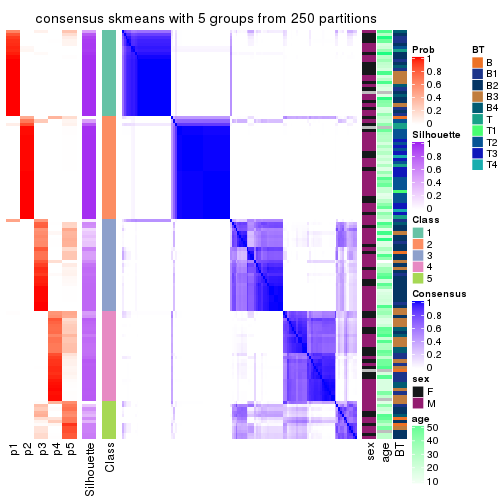 consensus skmeans with 5 groups from 250 partitions
Prob
1
0.8
0.6
0.4
0.2
0
Silhouette
1
0.8
0.6
0.4
0.2
0
Class
1
2
3
4
5
Consensus
1
0.8
0.6
0.4
0.2
0
sex
F
M
age
50
40
30
20
10
BT
B
B1
B2
B3
B4
T
T1
T2
T3
T4
p1
p2
p3
p4
p5
Silhouette
Class
sex
age
BT